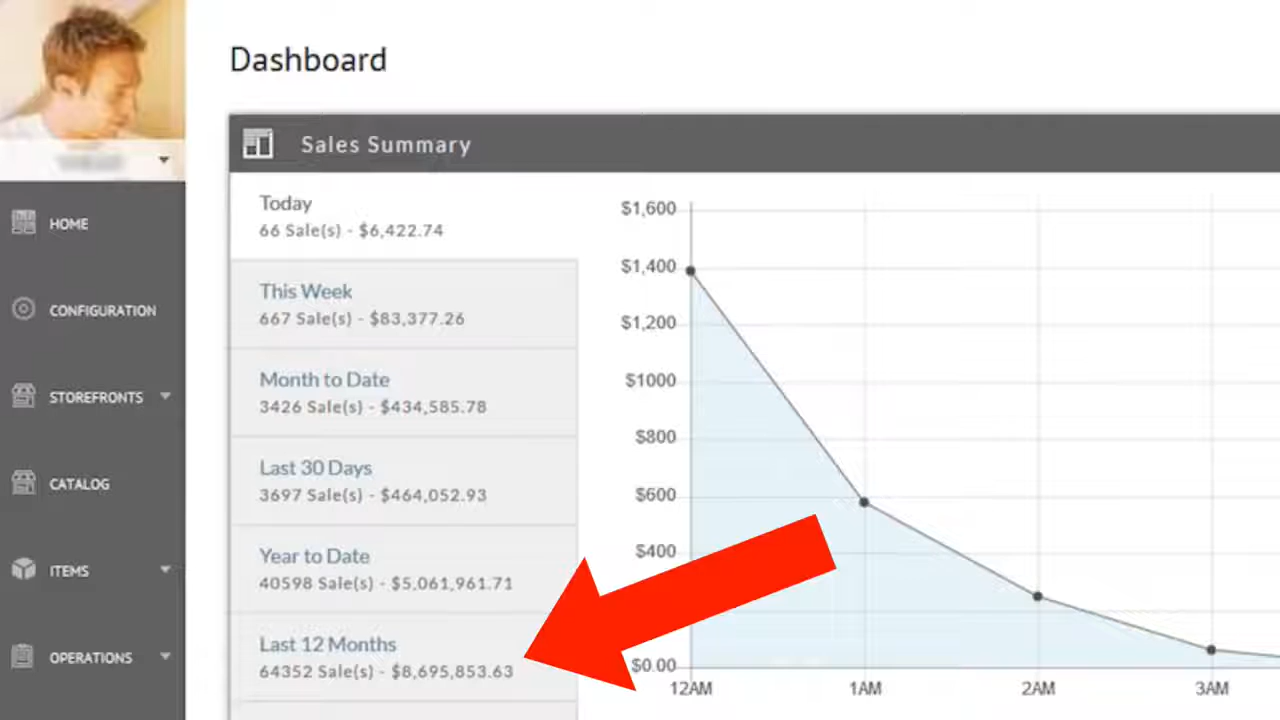 Dashboard
Sales Summary
HOME
CONFIGURATION
STOREFRONTS
CATALOG
ITEMS
OPERATIONS
Today
66 Sale(s) - $6,422.74
This Week
667 Sale(s) - $83,377.26
Month to Date
3426 Sale(s) - $434,585.78
Last 30 Days
3697 Sale(s) - $464,052.93
Year to Date
40598 Sale(s) - $5,061,961.71
Last 12 Months
64352 Sale(s) - $8,695,853.63
$1,600
$1,400
$1,200
$1000
$800
$600
$400
$0.00
12AM 1AM 2AM 3AM